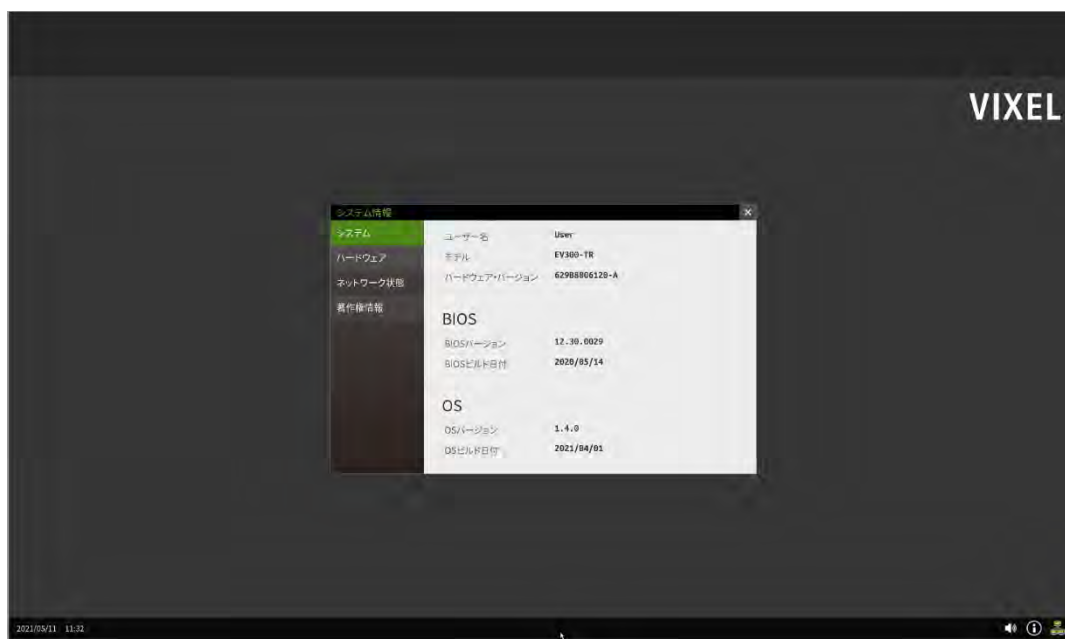 VIXEL
システム情報
システム
ハードウェア
ネットワーク状態
著作権情報
ユーザー名 User
モデル EV300-TR
ハードウェア・バージョン 629B8806120-A
BIOS
BIOSバージョン 12.30.0029
BIOSビルド日付 2020/05/14
OS
OSバージョン 1.4.0
OSビルド日付 2021/04/01
2021/05/11 11:32